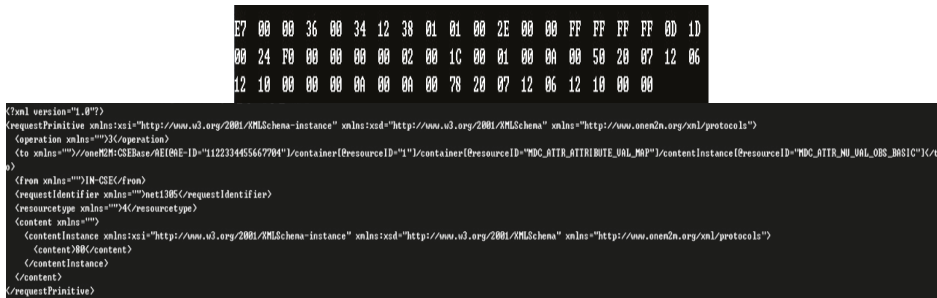 E7 00 00 36 00 34 12 38 01 01 00 2E 00 00 FF FF FF FF 0D 1D
00 24 F0 00 00 00 00 02 00 1C 00 01 00 0A 00 50 20 07 12 06
12 10 00 00 00 0A 00 0A 00 78 20 07 12 06 12 10 00 00
<?xml version="1.0"?>
<requestPrimitive xmlns:xsi="http://www.w3.org/2001/XMLSchema-instance" xmlns:xsd="http://www.w3.org/2001/XMLSchema" xmlns="http://www.onem2m.org/xml/protocols">
<operation xmlns="">3</operation>
<to xmlns="">//oneM2M:CSEBase/AE[@AE-ID="1122334455667704"]/container[@resourceID="1"]/container[@resourceID="MDC_ATTR_ATTRIBUTE_VAL_MAP"]/contentInstance[@resourceID="MDC_ATTR_NU_VAL_OBS_BASIC"]</t
o>
<from xmlns="">IN-CSE</from>
<requestIdentifier xmlns="">net1305</requestIdentifier>
<resourcetype xmlns="">4</resourcetype>
<content xmlns="">
<contentInstance xmlns:xsi="http://www.w3.org/2001/XMLSchema-instance" xmlns:xsd="http://www.w3.org/2001/XMLSchema" xmlns="http://www.onem2m.org/xml/protocols">
<content>80</content>
</contentInstance>
</content>
</requestPrimitive>